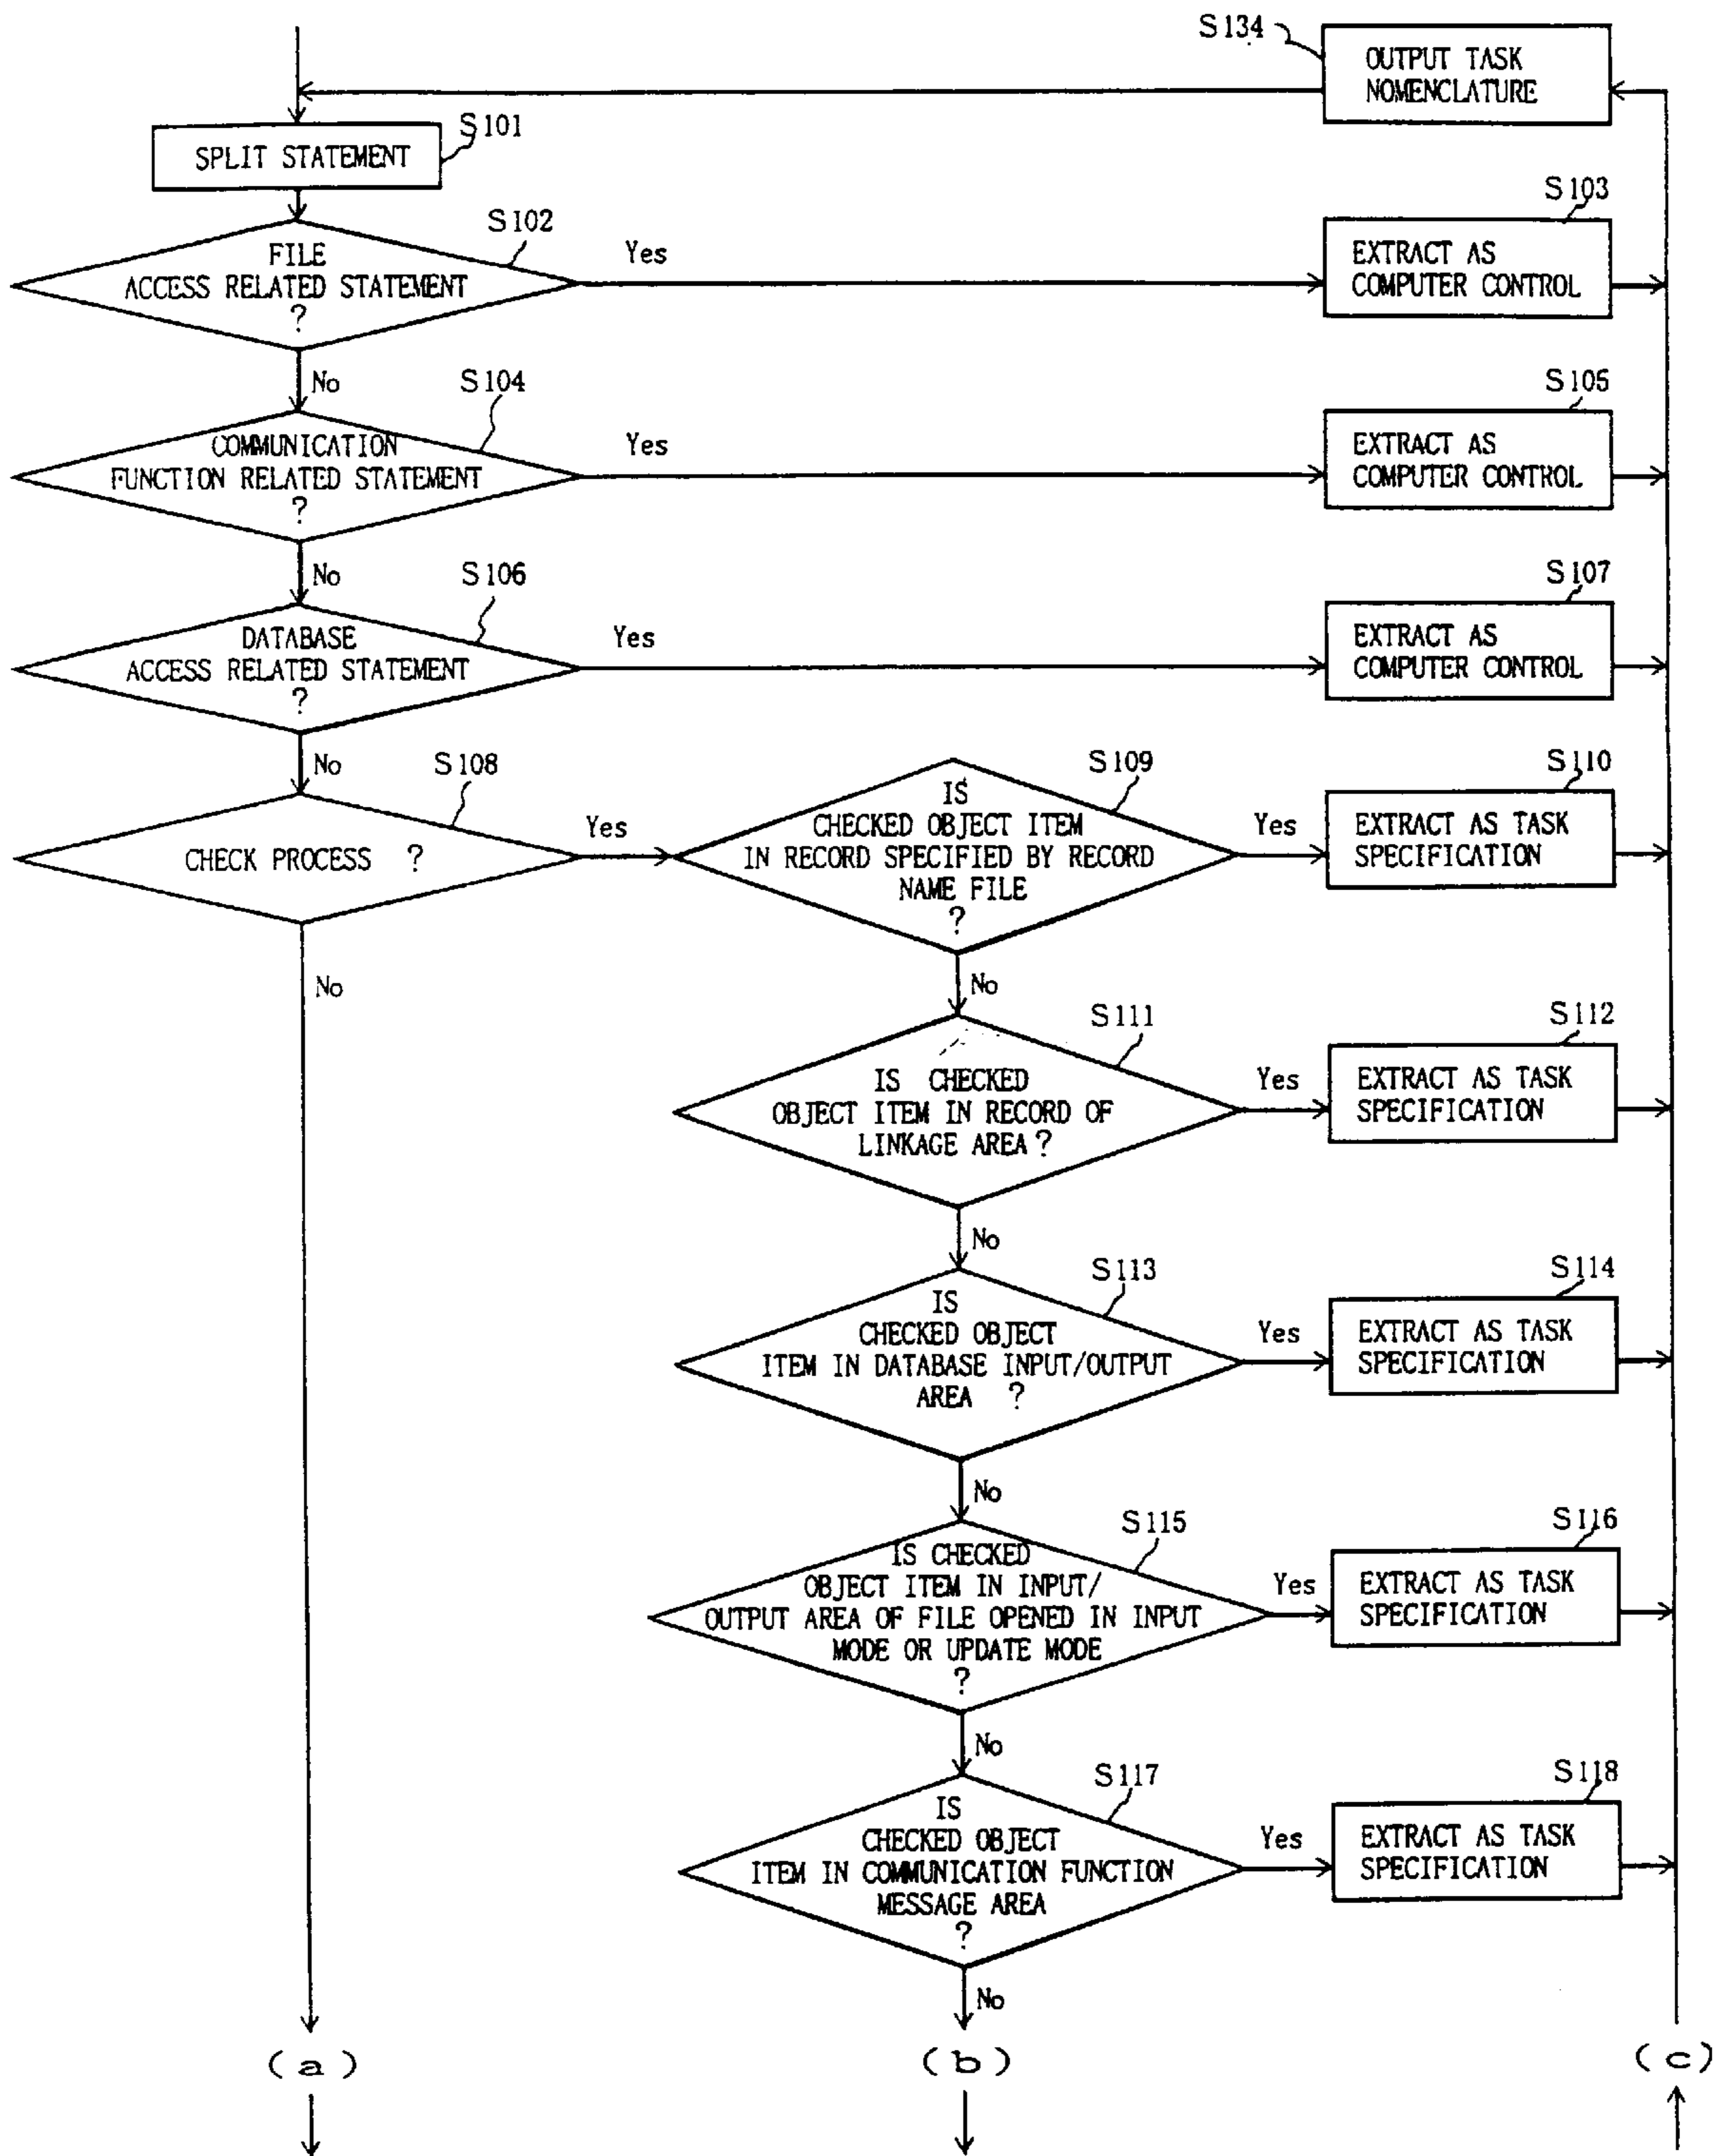 S134
OUTPUT TASK
NOMENCLATURE
S101
SPLIT STATEMENT
S102
FILE
ACCESS RELATED STATEMENT
?
Yes
S103
EXTRACT AS
COMPUTER CONTROL
No
S104
COMMUNICATION
FUNCTION RELATED STATEMENT
?
Yes
S105
EXTRACT AS
COMPUTER CONTROL
No
S106
DATABASE
ACCESS RELATED STATEMENT
?
Yes
S107
EXTRACT AS
COMPUTER CONTROL
No
S108
CHECK PROCESS ?
Yes
No
S109
IS
CHECKED OBJECT ITEM
IN RECORD SPECIFIED BY RECORD
NAME FILE
?
Yes
S110
EXTRACT AS TASK
SPECIFICATION
No
S111
IS CHECKED
OBJECT ITEM IN RECORD OF
LINKAGE AREA ?
Yes
S112
EXTRACT AS TASK
SPECIFICATION
No
S113
IS
CHECKED OBJECT
ITEM IN DATABASE INPUT/OUTPUT
AREA ?
Yes
S114
EXTRACT AS TASK
SPECIFICATION
No
S115
IS CHECKED
OBJECT ITEM IN INPUT/
OUTPUT AREA OF FILE OPENED IN INPUT
MODE OR UPDATE MODE
?
Yes
S116
EXTRACT AS TASK
SPECIFICATION
No
S117
IS
CHECKED OBJECT
ITEM IN COMMUNICATION FUNCTION
MESSAGE AREA
?
Yes
S118
EXTRACT AS TASK
SPECIFICATION
No
(a)
(b)
(c)